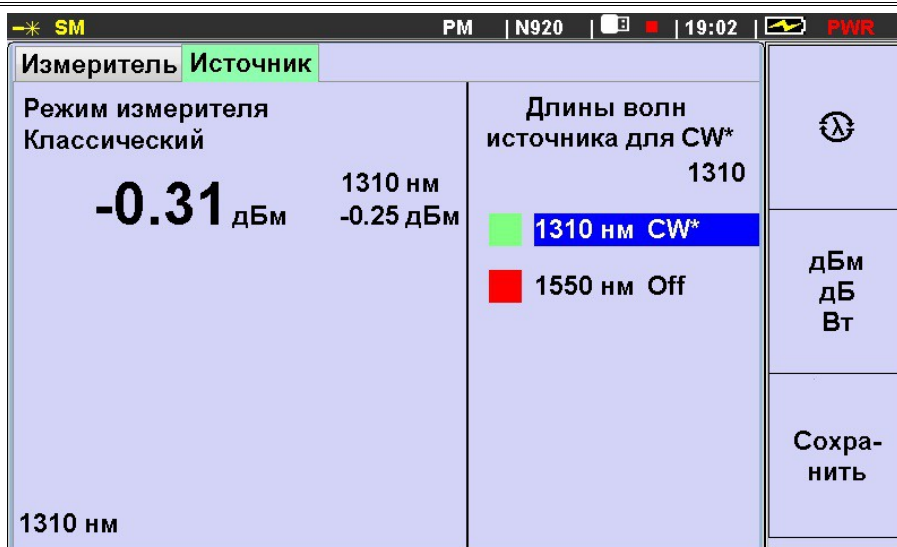 SM PM | N920 | | 19:02 | PWR
Измеритель Источник
Режим измерителя
Классический
-0.31 дБм
1310 нм
-0.25 дБм
1310 нм
Длины волн
источника для CW*
1310
1310 нм CW*
1550 нм Off
λ
дБм
дБ
Вт
Сохра-
нить